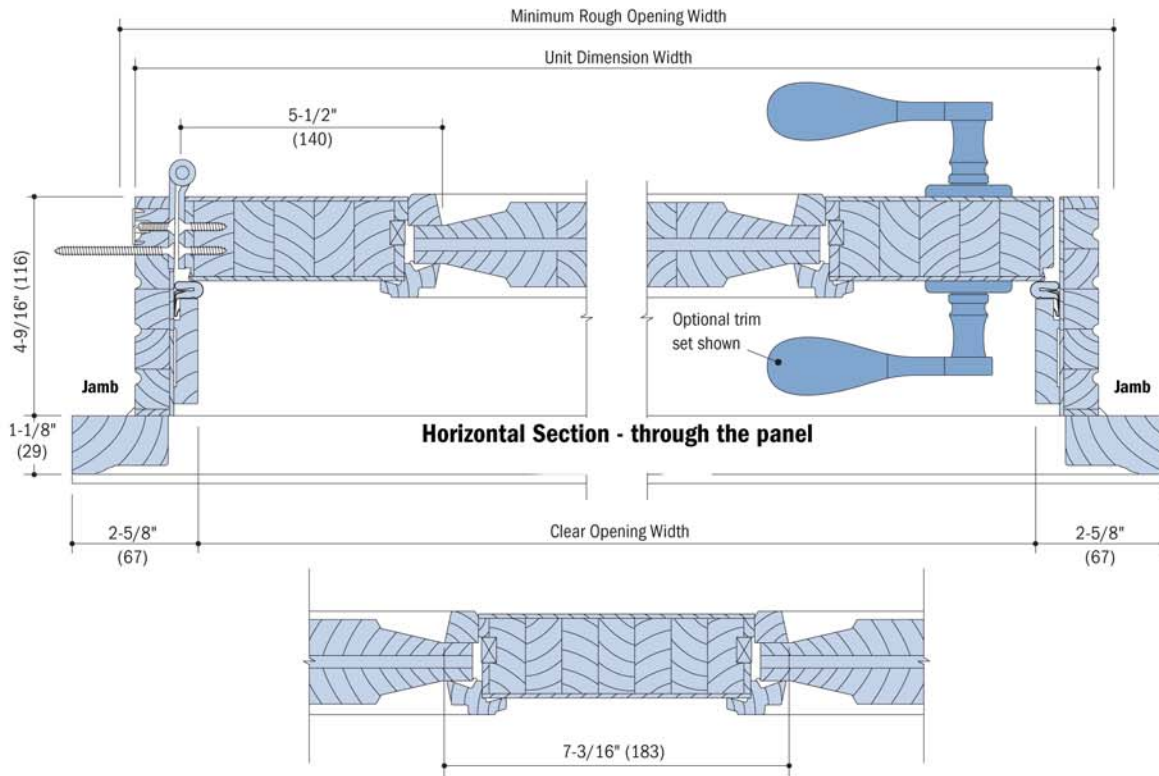 Minimum Rough Opening Width
Unit Dimension Width
5-1/2"
(140)
4-9/16" (116)
Optional trim
set shown
Jamb
Jamb
1-1/8"
(29)
Horizontal Section - through the panel
2-5/8"
(67)
Clear Opening Width
2-5/8"
(67)
7-3/16" (183)